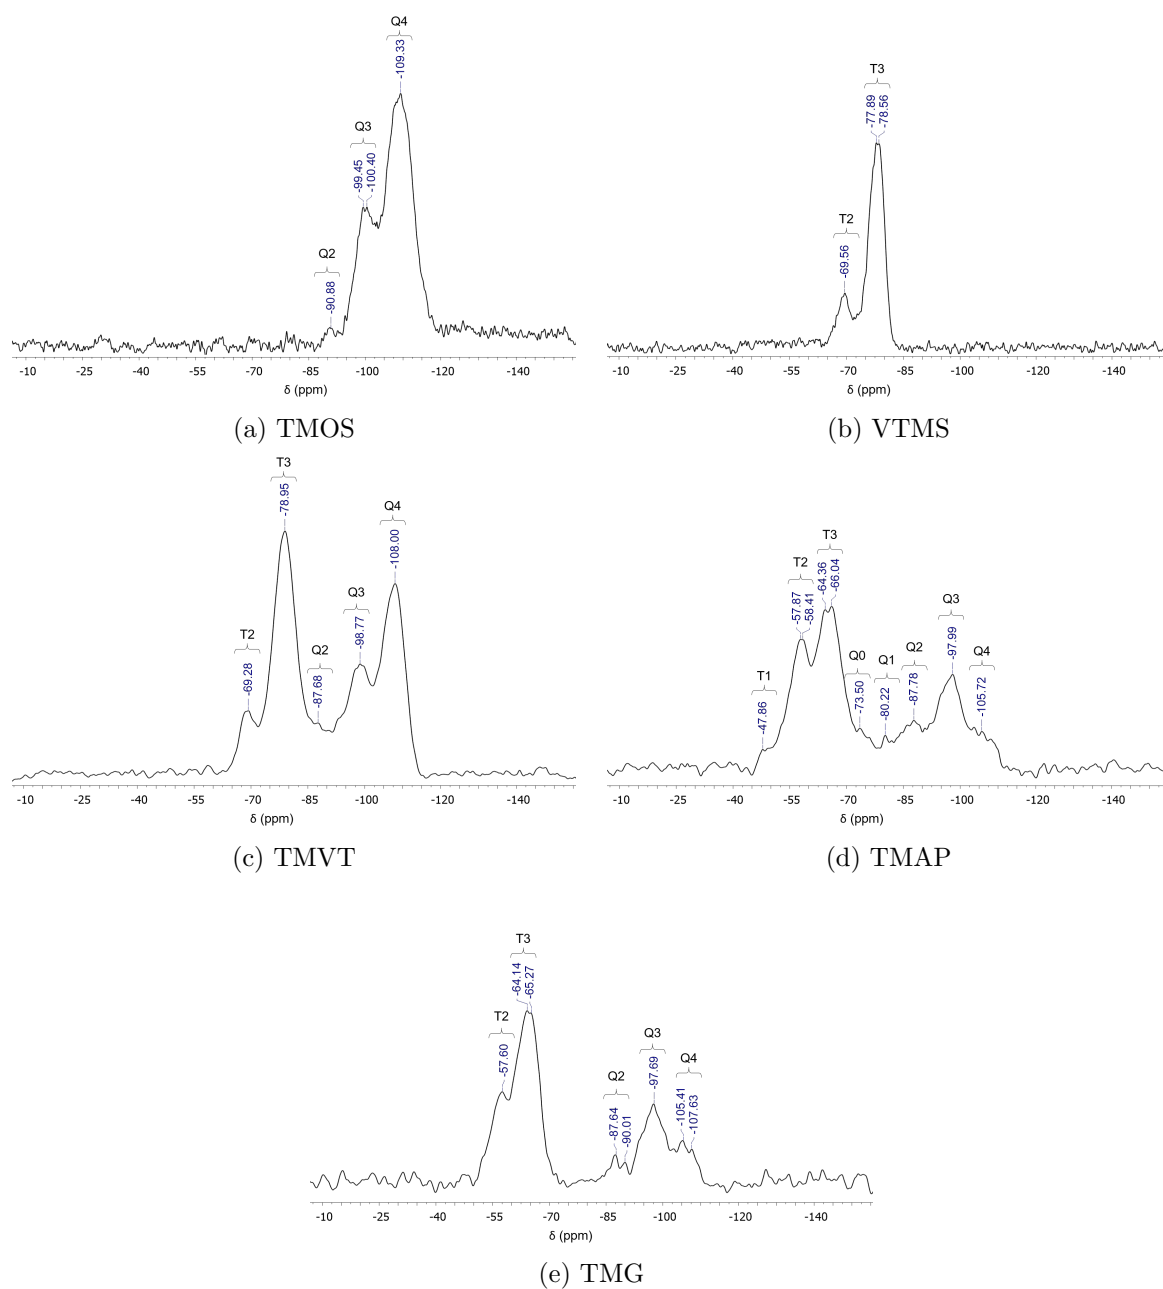 Q4
-109.33
Q3
-99.45
-100.40
Q2
-90.88
-10 -25 -40 -55 -70 -85 -100 -120 -140
δ (ppm)
(a) TMOS
T3
-77.89
-78.56
T2
-69.56
-10 -25 -40 -55 -70 -85 -100 -120 -140
δ (ppm)
(b) VTMS
T3
-78.95
Q4
-108.00
Q3
-98.77
T2
-69.28
Q2
-87.68
-10 -25 -40 -55 -70 -85 -100 -120 -140
δ (ppm)
(c) TMVT
T3
-64.36
-66.04
T2
-57.87
-58.41
Q3
-97.99
T1
-47.86
Q0
-73.50
Q1
-80.22
Q2
-87.78
Q4
-105.72
-10 -25 -40 -55 -70 -85 -100 -120 -140
δ (ppm)
(d) TMAP
T3
-64.14
-65.27
T2
-57.60
Q3
-97.69
Q2
-87.64
-90.01
Q4
-105.41
-107.63
-10 -25 -40 -55 -70 -85 -100 -120 -140
δ (ppm)
(e) TMG